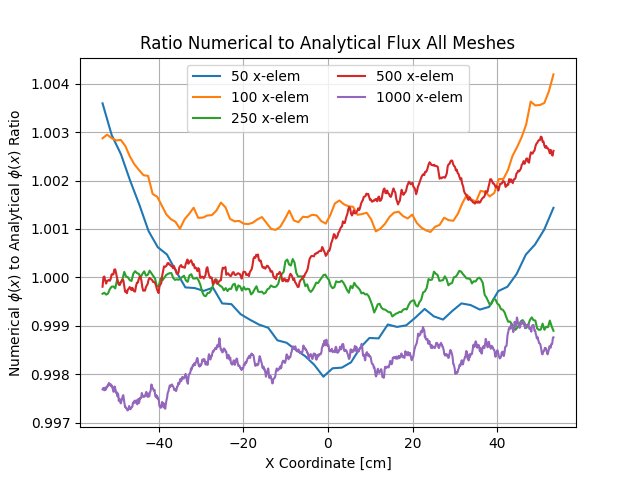 Ratio Numerical to Analytical Flux All Meshes
50 x-elem
100 x-elem
250 x-elem
500 x-elem
1000 x-elem
Numerical ϕ(x) to Analytical ϕ(x) Ratio
1.004
1.003
1.002
1.001
1.000
0.999
0.998
0.997
−40 −20 0 20 40
X Coordinate [cm]